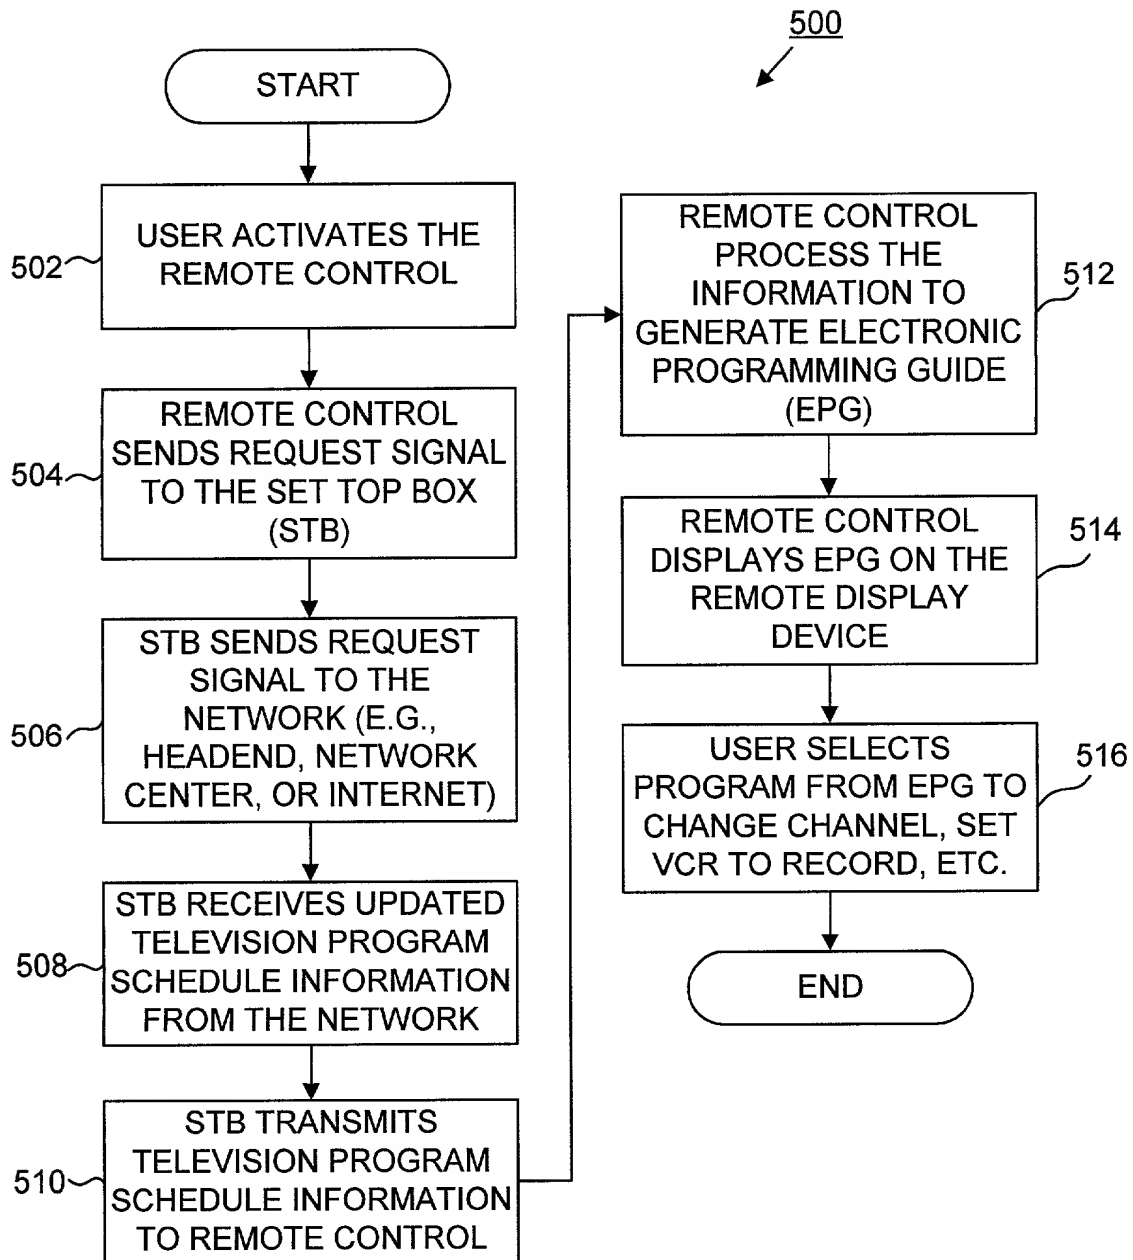 500
START
502
USER ACTIVATES THE
REMOTE CONTROL
504
REMOTE CONTROL
SENDS REQUEST SIGNAL
TO THE SET TOP BOX
(STB)
506
STB SENDS REQUEST
SIGNAL TO THE
NETWORK (E.G.,
HEADEND, NETWORK
CENTER, OR INTERNET)
508
STB RECEIVES UPDATED
TELEVISION PROGRAM
SCHEDULE INFORMATION
FROM THE NETWORK
510
STB TRANSMITS
TELEVISION PROGRAM
SCHEDULE INFORMATION
TO REMOTE CONTROL
REMOTE CONTROL
PROCESS THE
INFORMATION TO
GENERATE ELECTRONIC
PROGRAMMING GUIDE
(EPG)
512
REMOTE CONTROL
DISPLAYS EPG ON THE
REMOTE DISPLAY
DEVICE
514
USER SELECTS
PROGRAM FROM EPG TO
CHANGE CHANNEL, SET
VCR TO RECORD, ETC.
516
END